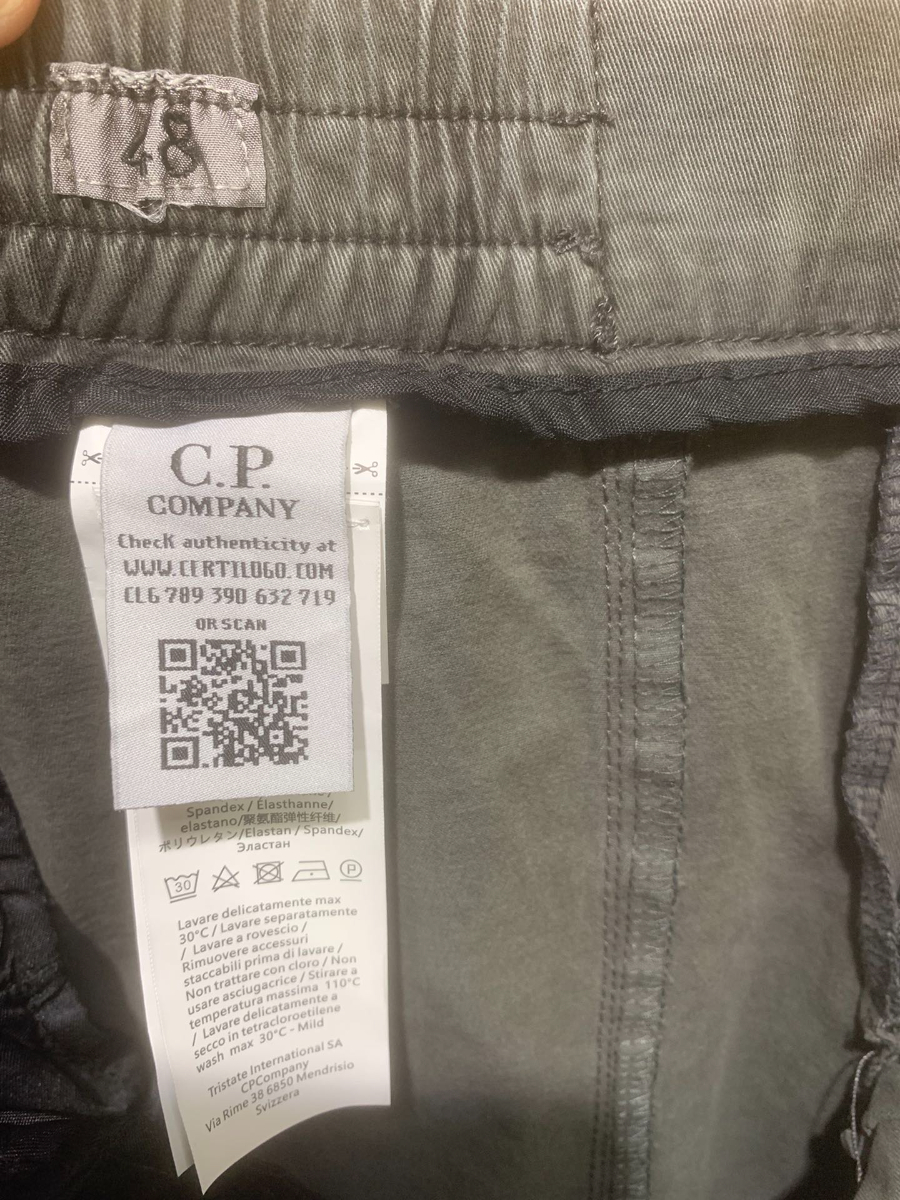 48
C.P.
COMPANY
Check authenticity at
WWW.CERTILOGO.COM
CLG 789 390 632 719
QR SCAN
Spandex / Élasthanne/
elastano/聚氨酯弹性纤维/
ポリウレタン/Elastan / Spandex/
Эластан
30
P
Lavare delicatamente max
30°C / Lavare separatamente
/ Lavare a rovescio /
Rimuovere accessuri
staccabili prima di lavare /
Non trattare con cloro / Non
usare asciugacrice / Stirare a
temperatura massima 110°C
/ Lavare delicatamente a
secco in tetracloroetilene
wash max 30°C - Mild
Tristate International SA
CPCompany
Via Rime 38 6850 Mendrisio
Svizzera